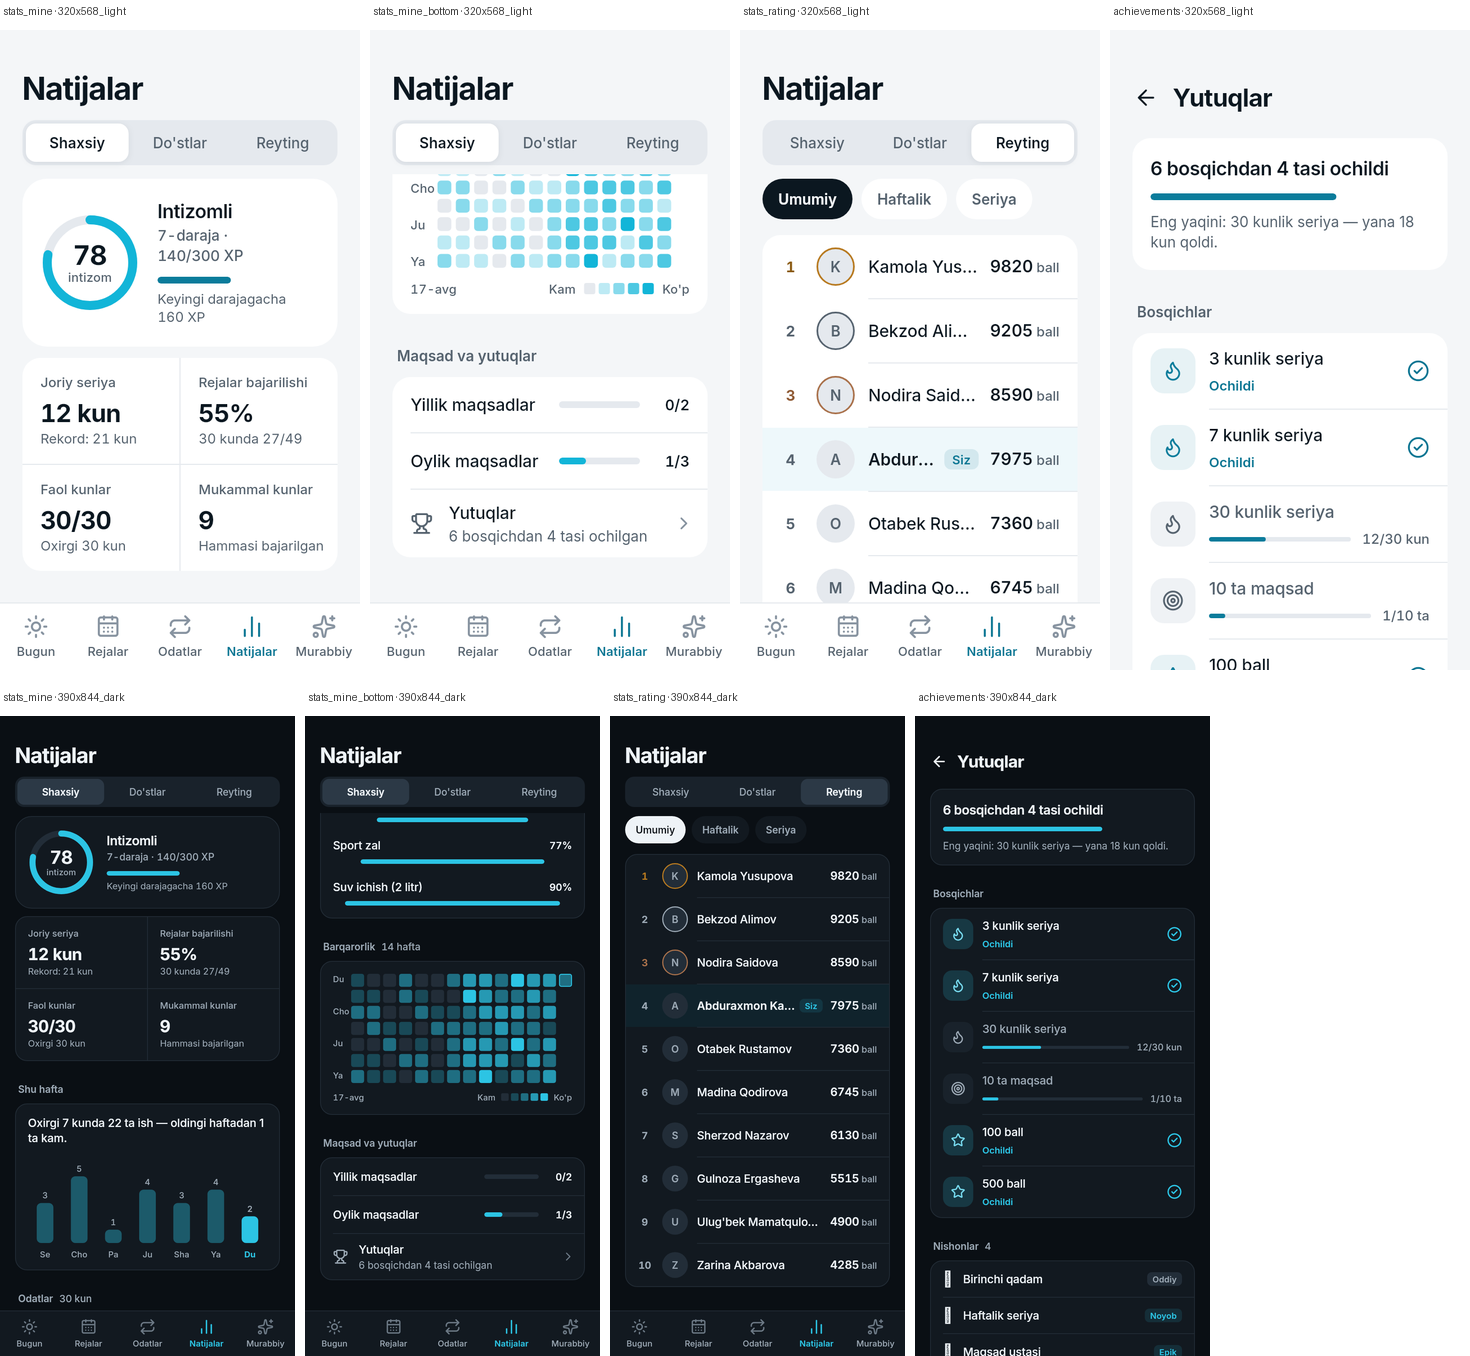 stats_mine·320x568_light
Natijalar
Shaxsiy Do'stlar Reyting
78
intizom
Intizomli
7-daraja ·
140/300 XP
Keyingi darajagacha
160 XP
Joriy seriya
12 kun
Rekord: 21 kun
Rejalar bajarilishi
55%
30 kunda 27/49
Faol kunlar
30/30
Oxirgi 30 kun
Mukammal kunlar
9
Hammasi bajarilgan
Bugun Rejalar Odatlar Natijalar Murabbiy
stats_mine_bottom·320x568_light
Natijalar
Shaxsiy Do'stlar Reyting
Cho
Ju
Ya
17-avg Kam Ko'p
Maqsad va yutuqlar
Yillik maqsadlar 0/2
Oylik maqsadlar 1/3
Yutuqlar
6 bosqichdan 4 tasi ochilgan
Bugun Rejalar Odatlar Natijalar Murabbiy
stats_rating·320x568_light
Natijalar
Shaxsiy Do'stlar Reyting
Umumiy Haftalik Seriya
1 K Kamola Yus... 9820 ball
2 B Bekzod Ali... 9205 ball
3 N Nodira Said... 8590 ball
4 A Abdur... Siz 7975 ball
5 O Otabek Rus... 7360 ball
6 M Madina Qo... 6745 ball
Bugun Rejalar Odatlar Natijalar Murabbiy
achievements·320x568_light
Yutuqlar
6 bosqichdan 4 tasi ochildi
Eng yaqini: 30 kunlik seriya — yana 18
kun qoldi.
Bosqichlar
3 kunlik seriya
Ochildi
7 kunlik seriya
Ochildi
30 kunlik seriya
12/30 kun
10 ta maqsad
1/10 ta
100 ball
stats_mine·390x844_dark
Natijalar
Shaxsiy Do'stlar Reyting
78
intizom
Intizomli
7-daraja · 140/300 XP
Keyingi darajagacha 160 XP
Joriy seriya
12 kun
Rekord: 21 kun
Rejalar bajarilishi
55%
30 kunda 27/49
Faol kunlar
30/30
Oxirgi 30 kun
Mukammal kunlar
9
Hammasi bajarilgan
Shu hafta
Oxirgi 7 kunda 22 ta ish — oldingi haftadan 1
ta kam.
3 5 1 4 3 4 2
Se Cho Pa Ju Sha Ya Du
Odatlar 30 kun
Bugun Rejalar Odatlar Natijalar Murabbiy
stats_mine_bottom·390x844_dark
Natijalar
Shaxsiy Do'stlar Reyting
Sport zal 77%
Suv ichish (2 litr) 90%
Barqarorlik 14 hafta
Du
Cho
Ju
Ya
17-avg Kam Ko'p
Maqsad va yutuqlar
Yillik maqsadlar 0/2
Oylik maqsadlar 1/3
Yutuqlar
6 bosqichdan 4 tasi ochilgan
Bugun Rejalar Odatlar Natijalar Murabbiy
stats_rating·390x844_dark
Natijalar
Shaxsiy Do'stlar Reyting
Umumiy Haftalik Seriya
1 K Kamola Yusupova 9820 ball
2 B Bekzod Alimov 9205 ball
3 N Nodira Saidova 8590 ball
4 A Abduraxmon Ka... Siz 7975 ball
5 O Otabek Rustamov 7360 ball
6 M Madina Qodirova 6745 ball
7 S Sherzod Nazarov 6130 ball
8 G Gulnoza Ergasheva 5515 ball
9 U Ulug'bek Mamatqulo... 4900 ball
10 Z Zarina Akbarova 4285 ball
Bugun Rejalar Odatlar Natijalar Murabbiy
achievements·390x844_dark
Yutuqlar
6 bosqichdan 4 tasi ochildi
Eng yaqini: 30 kunlik seriya — yana 18 kun qoldi.
Bosqichlar
3 kunlik seriya
Ochildi
7 kunlik seriya
Ochildi
30 kunlik seriya
12/30 kun
10 ta maqsad
1/10 ta
100 ball
Ochildi
500 ball
Ochildi
Nishonlar 4
Birinchi qadam Oddiy
Haftalik seriya Noyob
Maqsad ustasi Epik